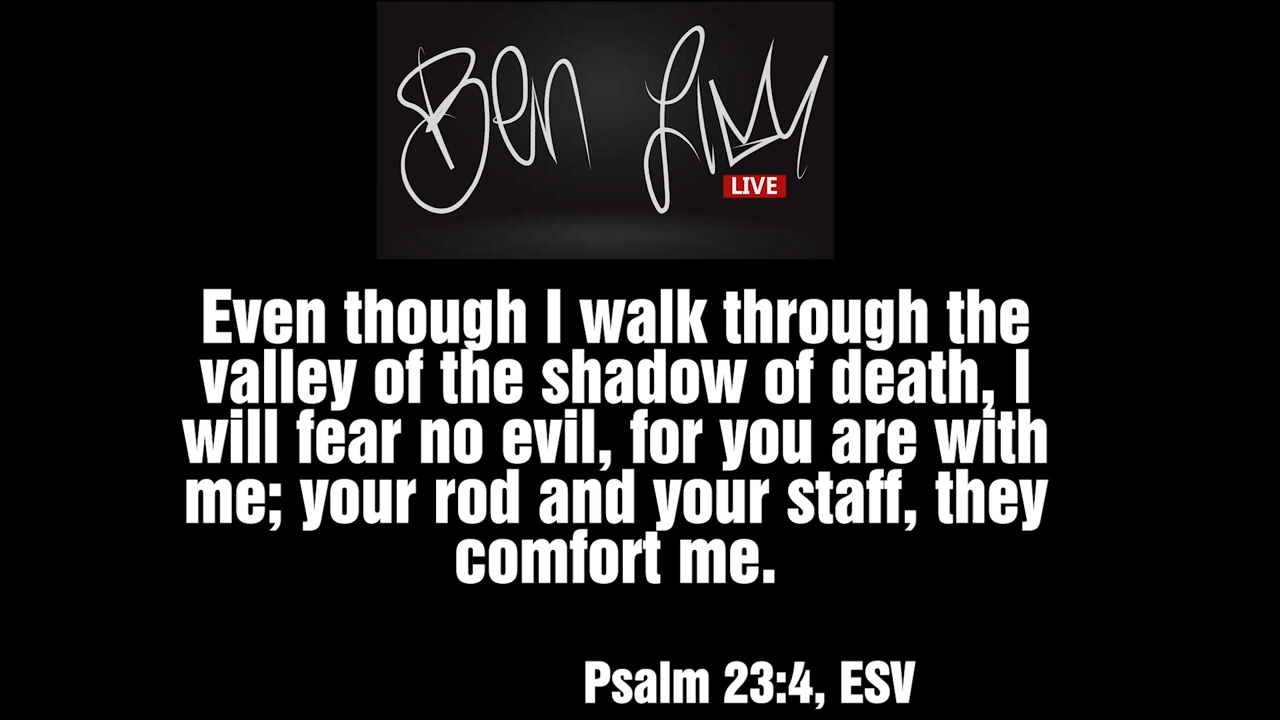 Ben Levy
LIVE
Even though I walk through the
valley of the shadow of death, I
will fear no evil, for you are with
me; your rod and your staff, they
comfort me.
Psalm 23:4, ESV